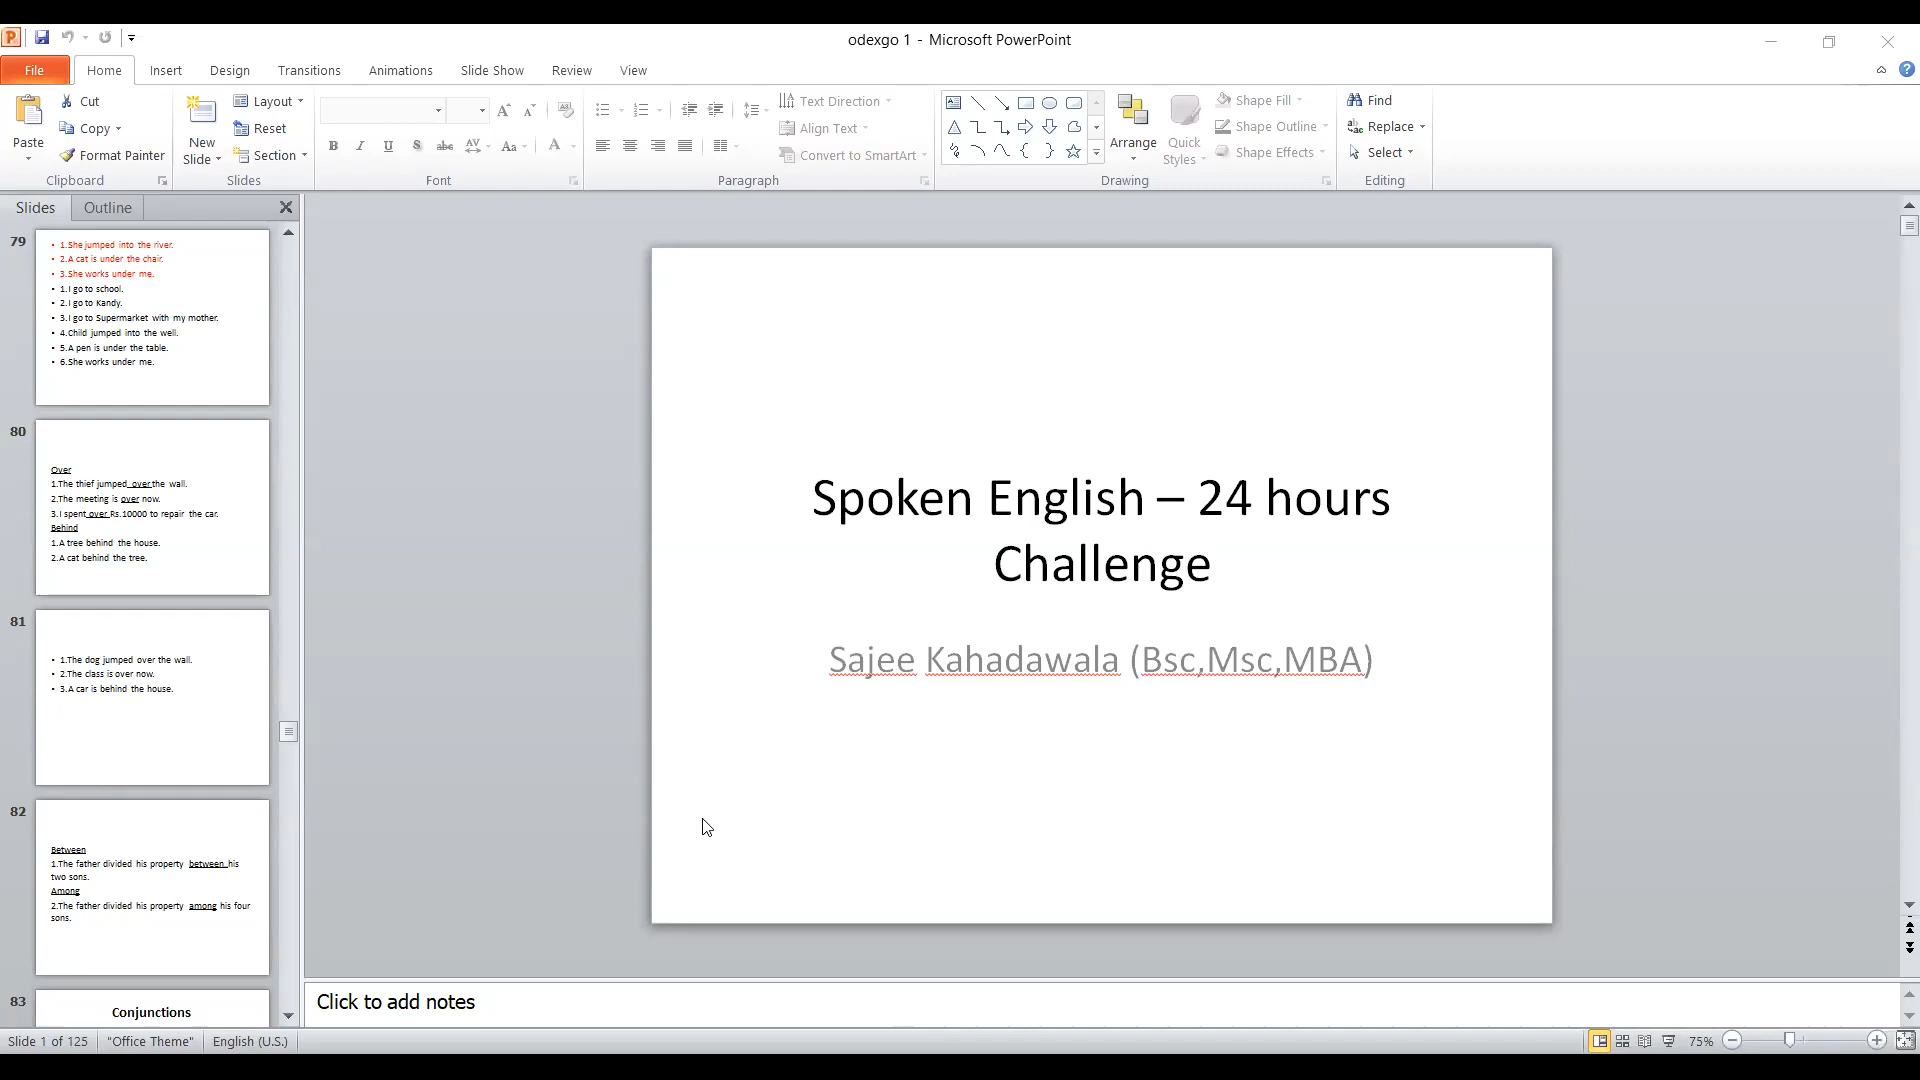 odexgo 1 - Microsoft PowerPoint
File Home Insert Design Transitions Animations Slide Show Review View
Paste
Cut
Copy
Format Painter
Clipboard
New
Slide
Layout
Reset
Section
Slides
B I U S abc AV Aa A
Font
Text Direction
Align Text
Convert to SmartArt
Paragraph
Arrange
Quick
Styles
Shape Fill
Shape Outline
Shape Effects
Drawing
Find
Replace
Select
Editing
Slides Outline
79
• 1.She jumped into the river.
• 2.A cat is under the chair.
• 3.She works under me.
• 1.I go to school.
• 2.I go to Kandy.
• 3.I go to Supermarket with my mother.
• 4.Child jumped into the well.
• 5.A pen is under the table.
• 6.She works under me.
80
Over
1.The thief jumped over the wall.
2.The meeting is over now.
3.I spent over Rs.10000 to repair the car.
Behind
1.A tree behind the house.
2.A cat behind the tree.
81
• 1.The dog jumped over the wall.
• 2.The class is over now.
• 3.A car is behind the house.
82
Between
1.The father divided his property between his
two sons.
Among
2.The father divided his property among his four
sons.
83
Conjunctions
Spoken English – 24 hours
Challenge
Sajee Kahadawala (Bsc,Msc,MBA)
Click to add notes
Slide 1 of 125 "Office Theme" English (U.S.) 75%